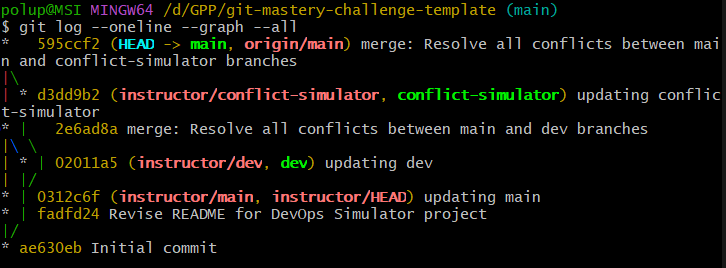 polup@MSI MINGW64 /d/GPP/git-mastery-challenge-template (main)
$ git log --oneline --graph --all
*   595ccf2 (HEAD -> main, origin/main) merge: Resolve all conflicts between mai
n and conflict-simulator branches
|\
| * d3dd9b2 (instructor/conflict-simulator, conflict-simulator) updating conflic
t-simulator
* |   2e6ad8a merge: Resolve all conflicts between main and dev branches
|\ \
| * | 02011a5 (instructor/dev, dev) updating dev
| |/
* | 0312c6f (instructor/main, instructor/HEAD) updating main
* | fadfd24 Revise README for DevOps Simulator project
|/
* ae630eb Initial commit